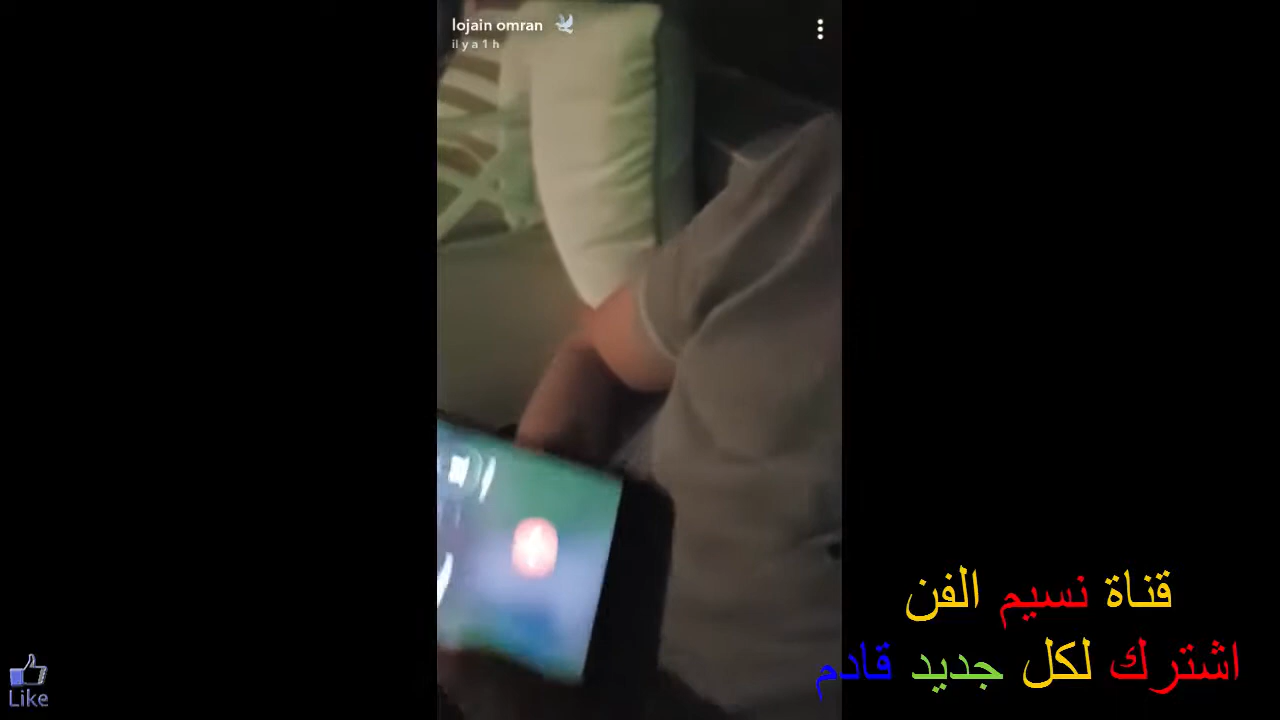 lojain omran
il y a 1 h
قناة نسيم الفن
اشترك لكل جديد قادم
Like